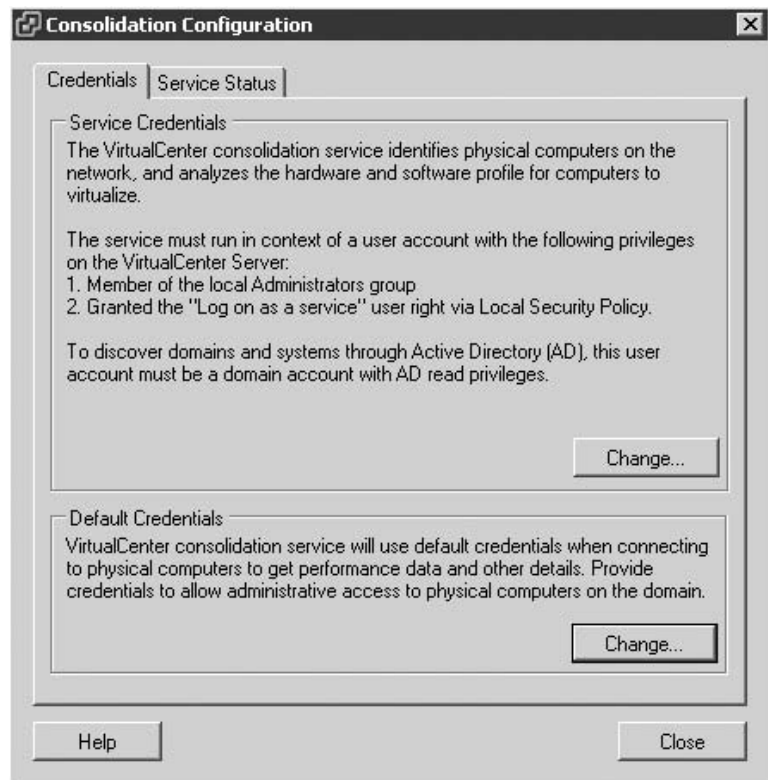 Consolidation Configuration
Credentials
Service Status
Service Credentials
The VirtualCenter consolidation service identifies physical computers on the
network, and analyzes the hardware and software profile for computers to
virtualize.
The service must run in context of a user account with the following privileges
on the VirtualCenter Server:
1. Member of the local Administrators group
2. Granted the "Log on as a service" user right via Local Security Policy.
To discover domains and systems through Active Directory (AD), this user
account must be a domain account with AD read privileges.
Change...
Default Credentials
VirtualCenter consolidation service will use default credentials when connecting
to physical computers to get performance data and other details. Provide
credentials to allow administrative access to physical computers on the domain.
Change...
Help
Close